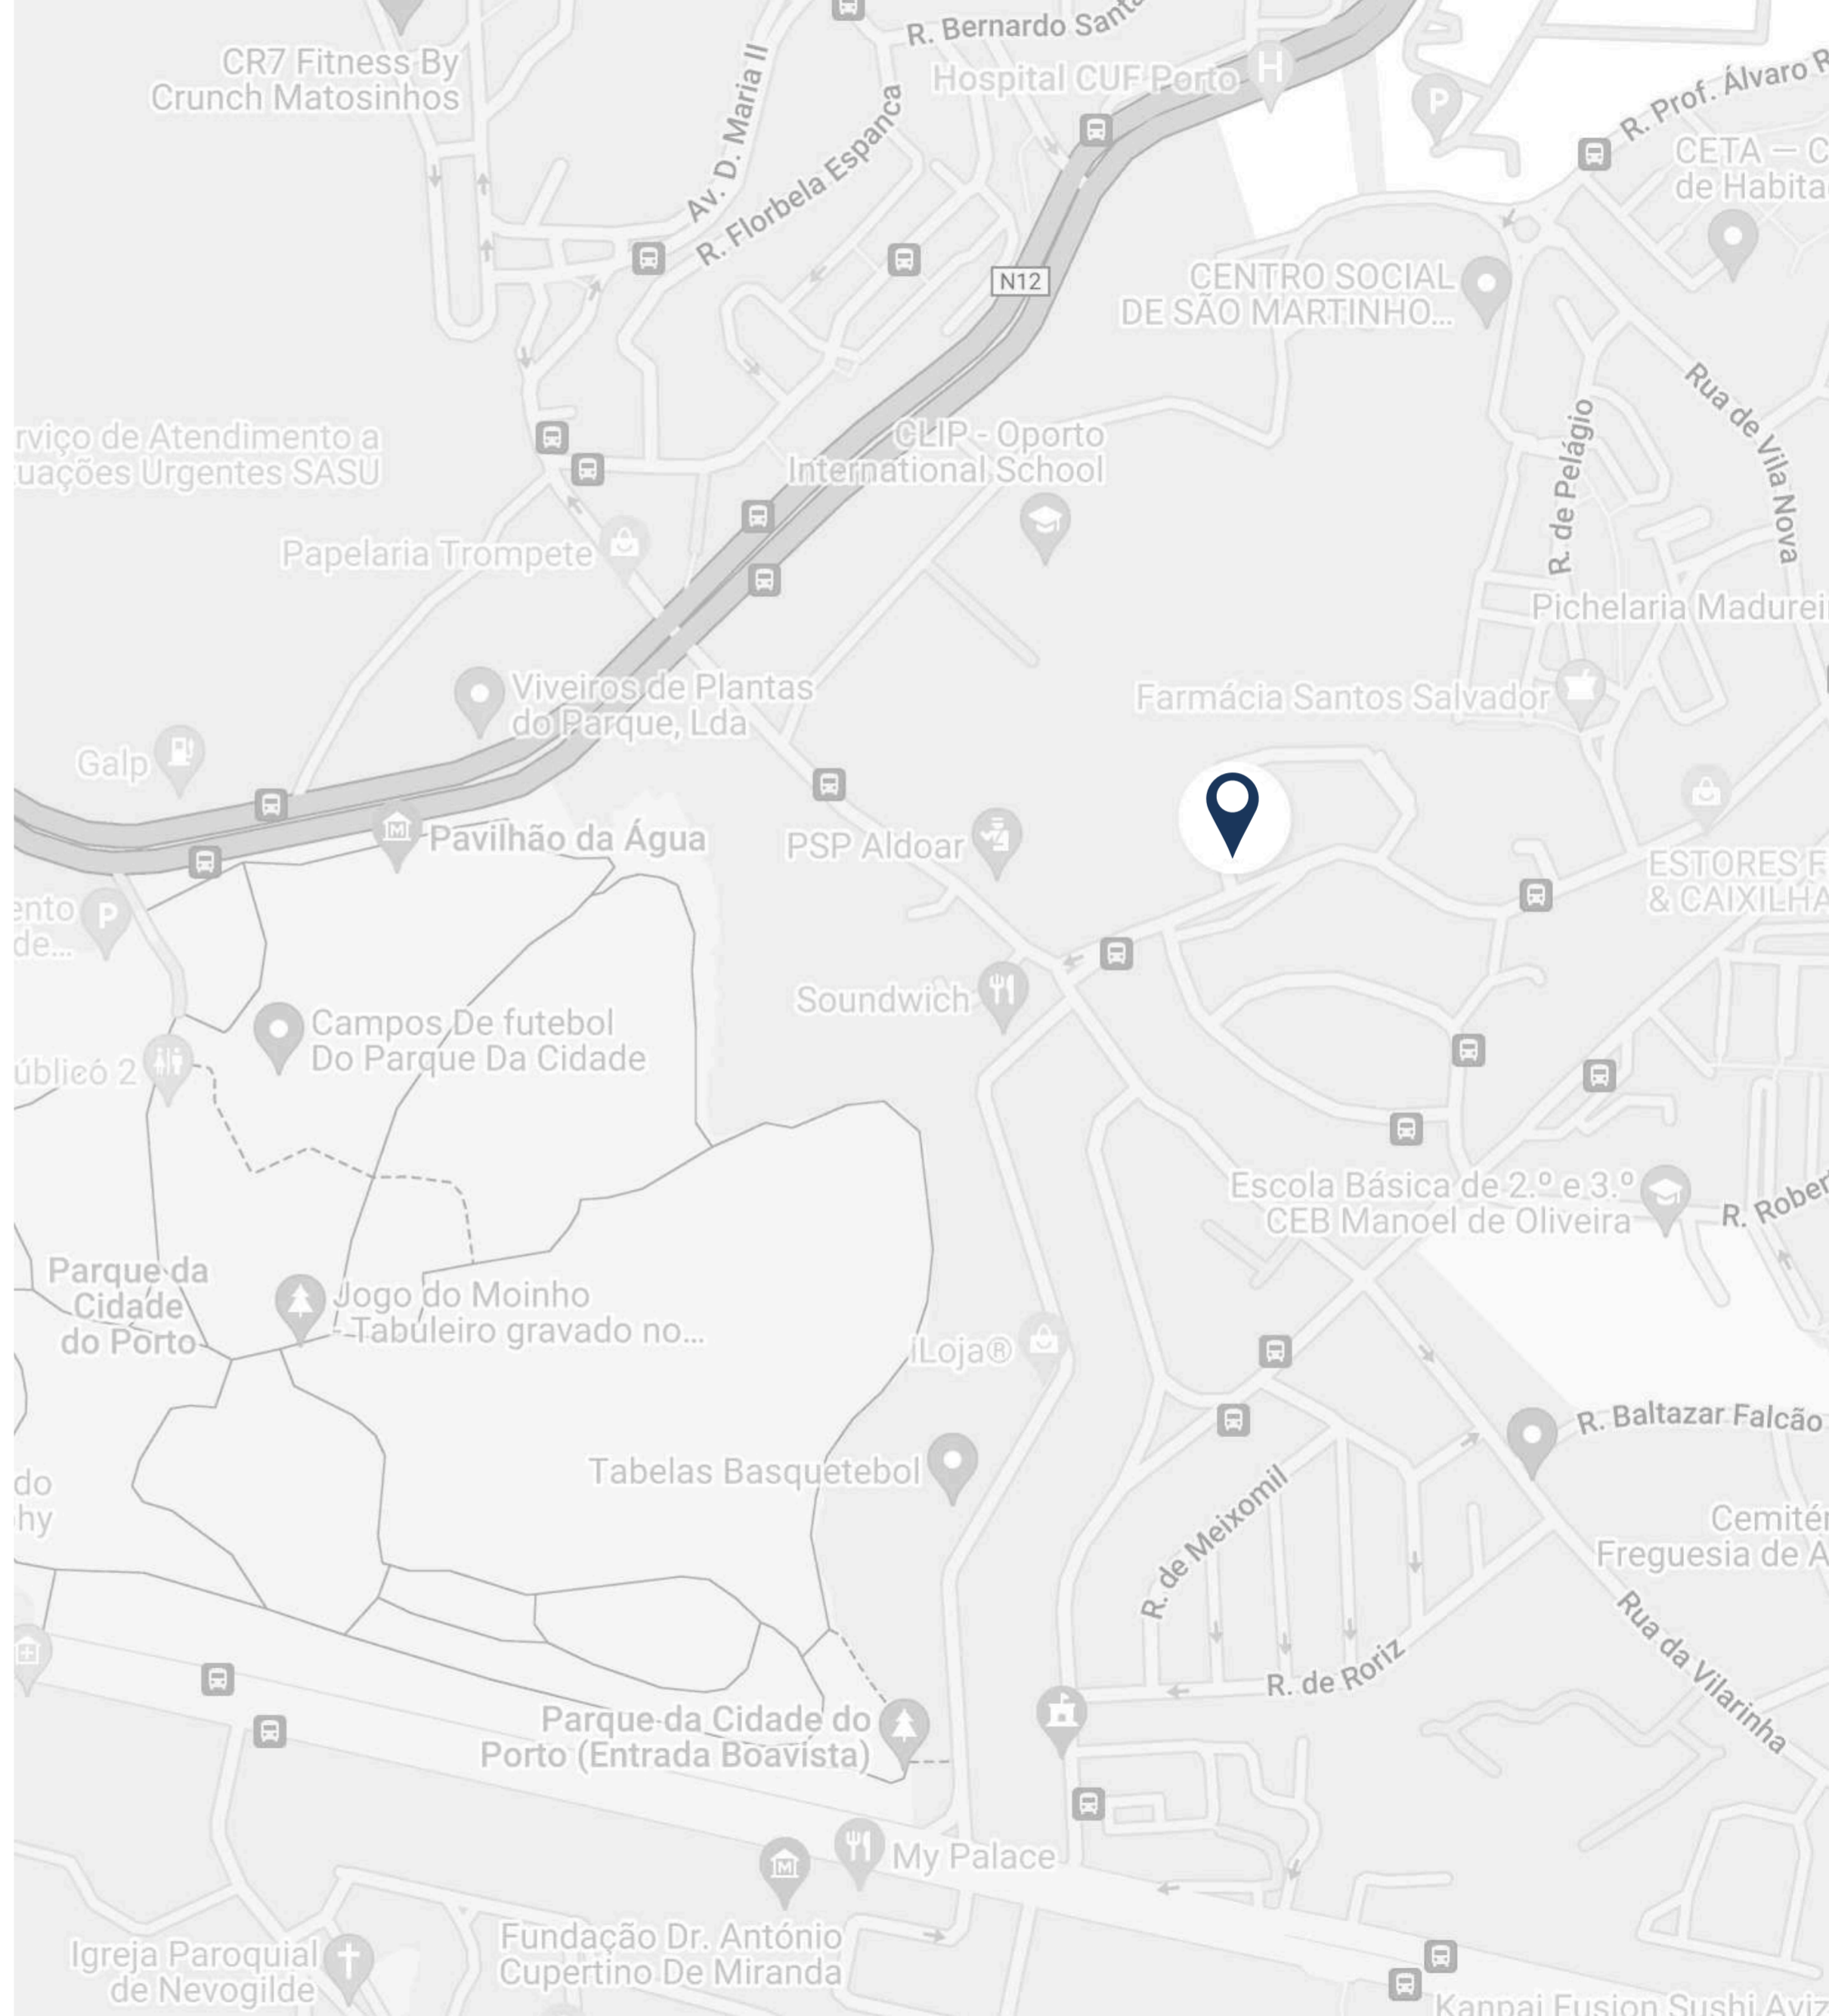 R. Bernardo
CR7 Fitness By
Crunch Matosinhos
Av. D. Maria II
R. Florbela Espanca
Hospital CUF Porto
H
P
R. Prof. Álvaro
CETA – C
de Habita
N12
CENTRO SOCIAL
DE SÃO MARTINHO...
rviço de Atendimento a
uações Urgentes SASU
CLIP - Oporto
International School
R. de Pelágio
Rua de Vila Nova
Papelaria Trompete
Pichelaria Madurei
Viveiros de Plantas
do Parque, Lda
Farmácia Santos Salvador
Galp
M
Pavilhão da Água
PSP Aldoar
ESTORES F
& CAIXILHA
ento
de...
P
Soundwich
Campos De futebol
Do Parque Da Cidade
úblico 2
Escola Básica de 2.º e 3.º
CEB Manoel de Oliveira
R. Rober
Parque da
Cidade
do Porto
Jogo do Moinho
- Tabuleiro gravado no...
iLoja®
R. Baltazar Falcão
Tabelas Basquetebol
do
hy
R. de Meixomil
Cemitér
Freguesia de A
Rua da Vilarinha
R. de Roriz
Parque da Cidade do
Porto (Entrada Boavista)
My Palace
M
Fundação Dr. António
Cupertino De Miranda
Igreja Paroquial
de Nevogilde
Kanpai Fusion Sushi Aviz